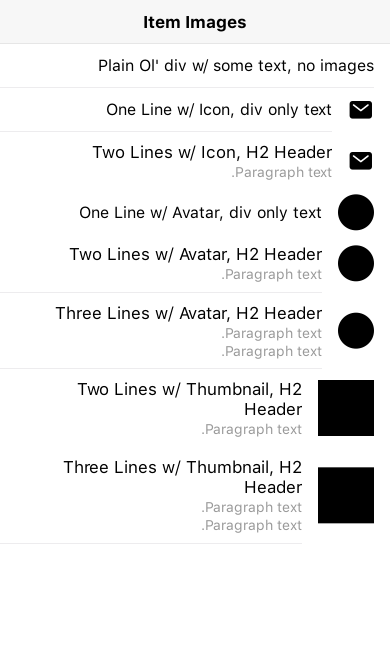 Item Images
Plain Ol' div w/ some text, no images
One Line w/ Icon, div only text
Two Lines w/ Icon, H2 Header
.Paragraph text
One Line w/ Avatar, div only text
Two Lines w/ Avatar, H2 Header
.Paragraph text
Three Lines w/ Avatar, H2 Header
.Paragraph text
.Paragraph text
Two Lines w/ Thumbnail, H2
Header
.Paragraph text
Three Lines w/ Thumbnail, H2
Header
.Paragraph text
.Paragraph text